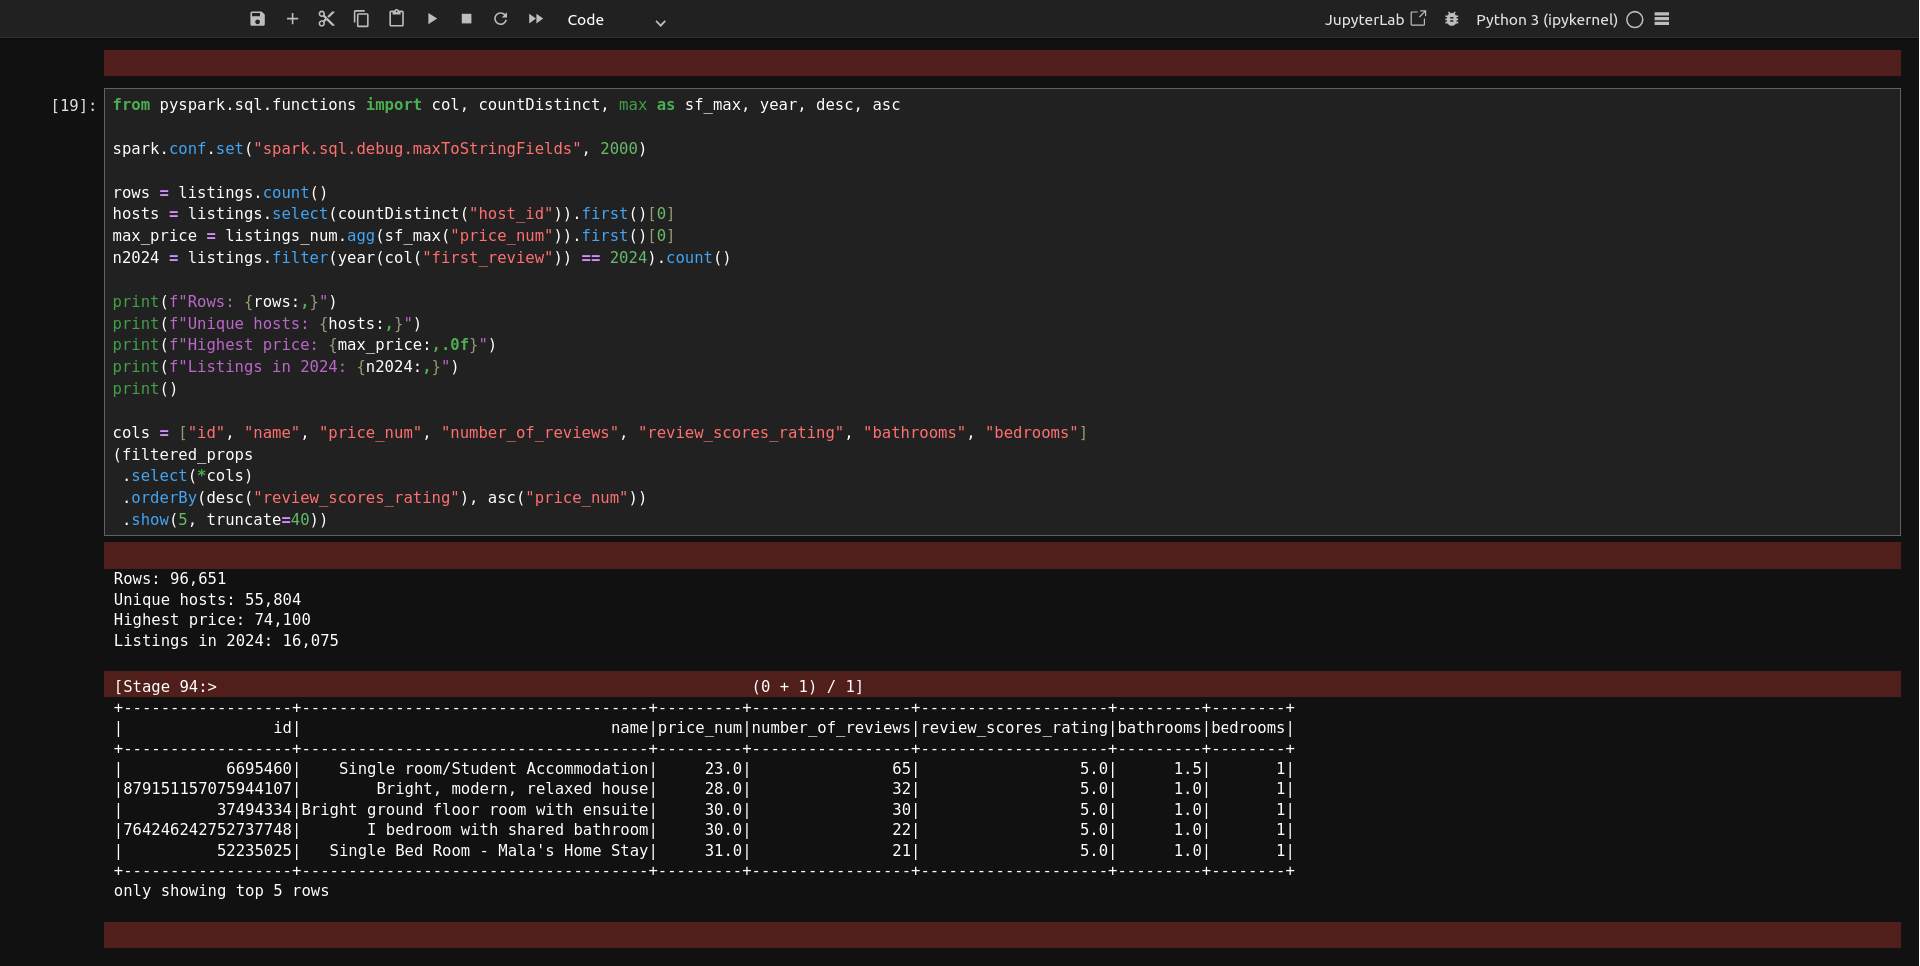 Code JupyterLab Python 3 (ipykernel)
[19]: from pyspark.sql.functions import col, countDistinct, max as sf_max, year, desc, asc
spark.conf.set("spark.sql.debug.maxToStringFields", 2000)
rows = listings.count()
hosts = listings.select(countDistinct("host_id")).first()[0]
max_price = listings_num.agg(sf_max("price_num")).first()[0]
n2024 = listings.filter(year(col("first_review")) == 2024).count()
print(f"Rows: {rows:,}")
print(f"Unique hosts: {hosts:,}")
print(f"Highest price: {max_price:,.0f}")
print(f"Listings in 2024: {n2024:,}")
print()
cols = ["id", "name", "price_num", "number_of_reviews", "review_scores_rating", "bathrooms", "bedrooms"]
(filtered_props
 .select(*cols)
 .orderBy(desc("review_scores_rating"), asc("price_num"))
 .show(5, truncate=40))
Rows: 96,651
Unique hosts: 55,804
Highest price: 74,100
Listings in 2024: 16,075
[Stage 94:>                                                         (0 + 1) / 1]
+------------------+-------------------------------------+---------+-----------------+--------------------+---------+--------+
|                id|                                 name|price_num|number_of_reviews|review_scores_rating|bathrooms|bedrooms|
+------------------+-------------------------------------+---------+-----------------+--------------------+---------+--------+
|           6695460|    Single room/Student Accommodation|     23.0|               65|                 5.0|      1.5|       1|
|879151157075944107|        Bright, modern, relaxed house|     28.0|               32|                 5.0|      1.0|       1|
|          37494334|Bright ground floor room with ensuite|     30.0|               30|                 5.0|      1.0|       1|
|764246242752737748|       I bedroom with shared bathroom|     30.0|               22|                 5.0|      1.0|       1|
|          52235025|   Single Bed Room - Mala's Home Stay|     31.0|               21|                 5.0|      1.0|       1|
+------------------+-------------------------------------+---------+-----------------+--------------------+---------+--------+
only showing top 5 rows